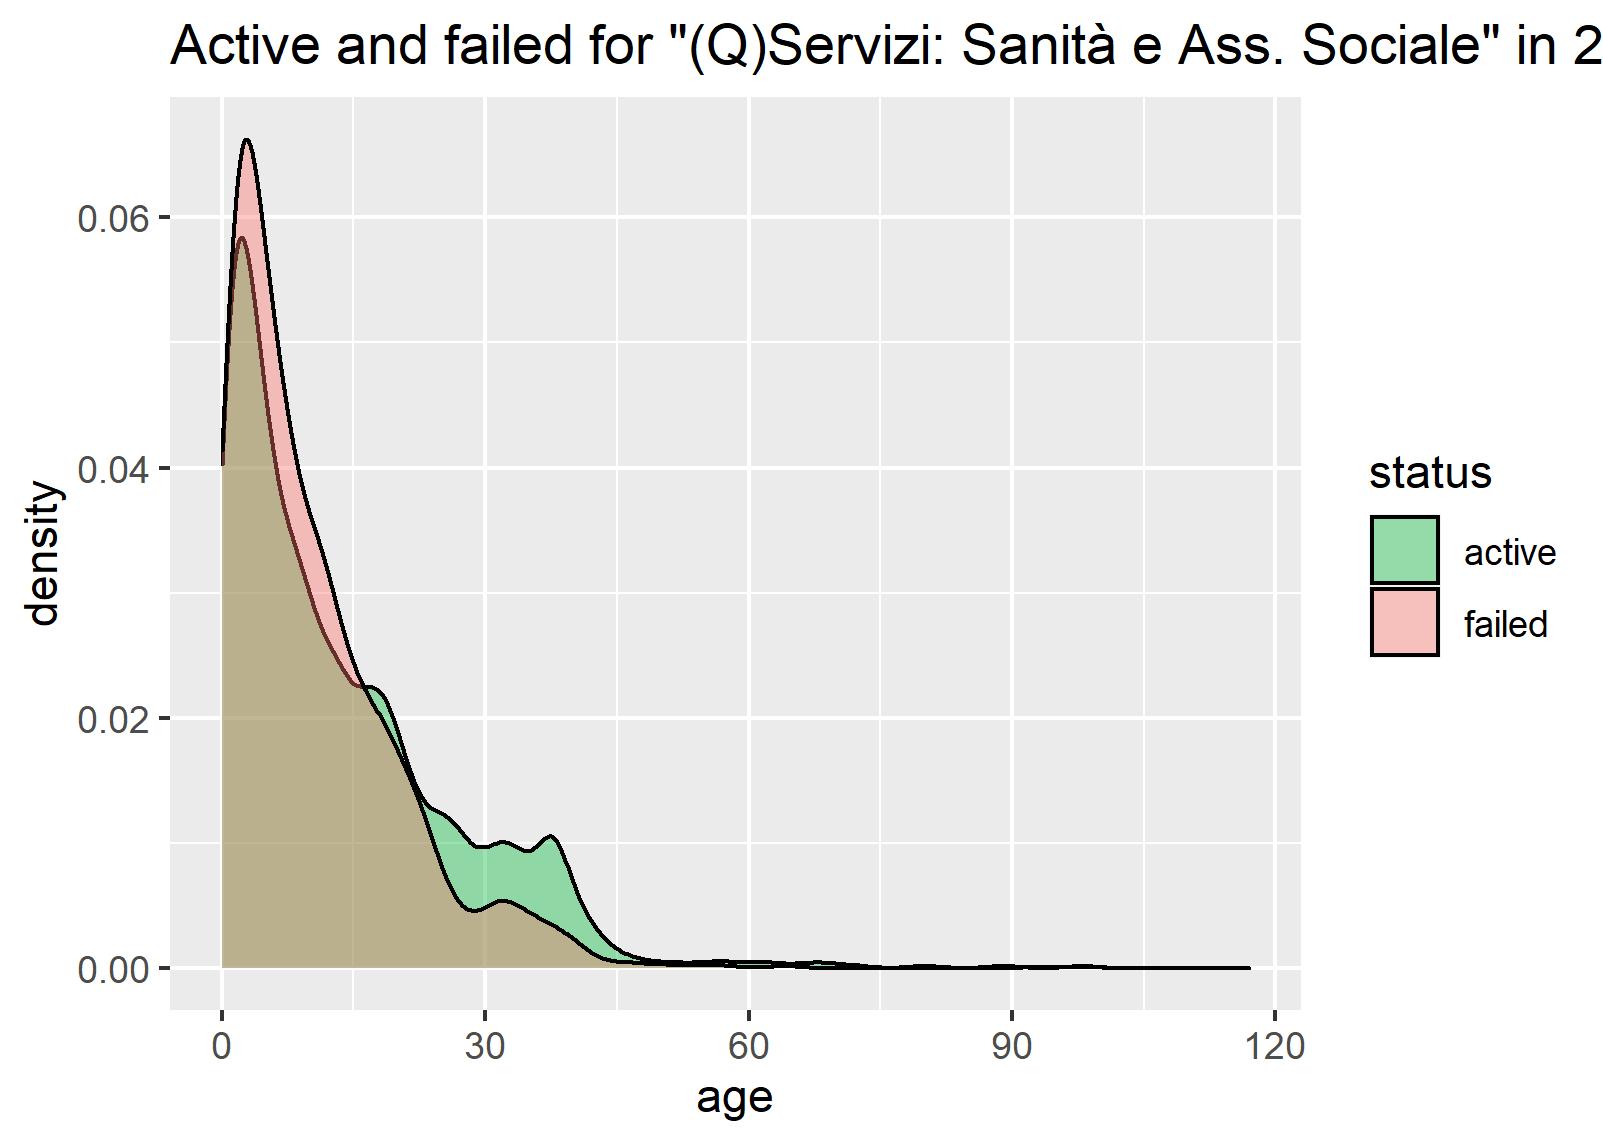 Active and failed for "(Q)Servizi: Sanità e Ass. Sociale" in 2
density
0.06
0.04
0.02
0.00
0 30 60 90 120
age
status
active
failed